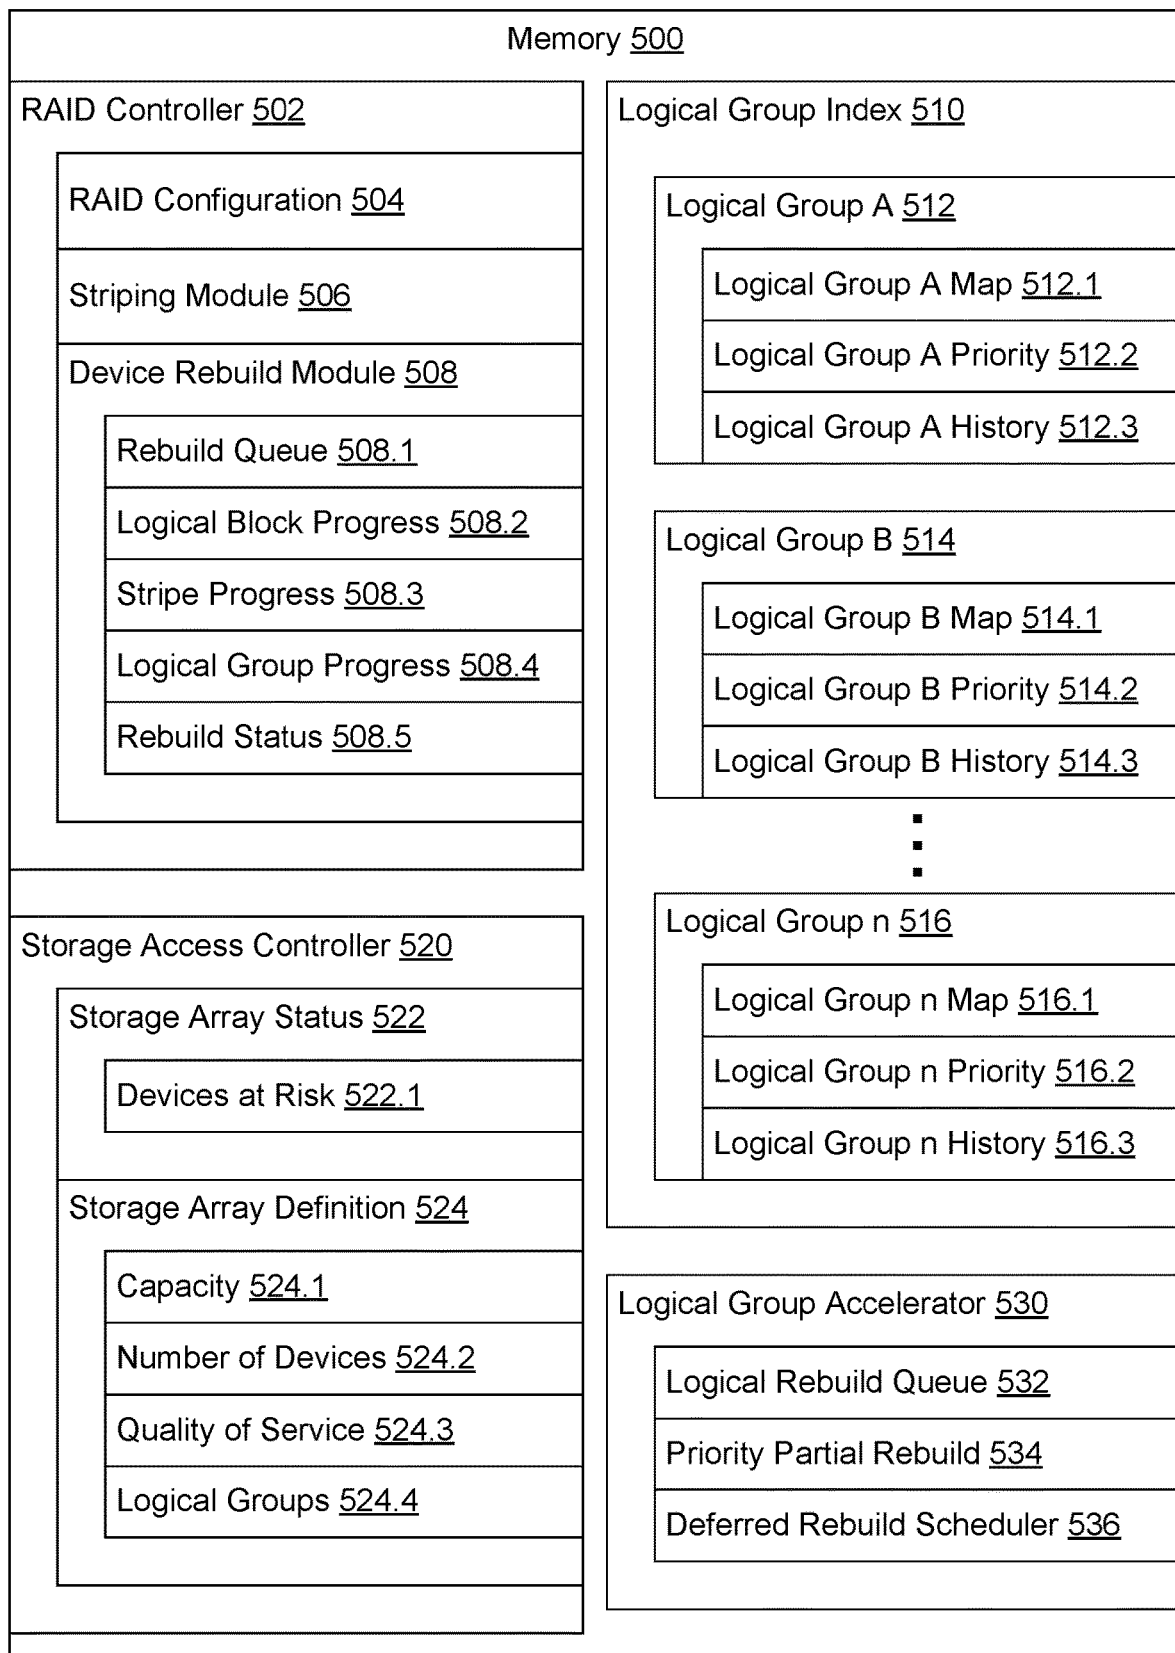 Memory 500
RAID Controller 502
RAID Configuration 504
Striping Module 506
Device Rebuild Module 508
Rebuild Queue 508.1
Logical Block Progress 508.2
Stripe Progress 508.3
Logical Group Progress 508.4
Rebuild Status 508.5
Storage Access Controller 520
Storage Array Status 522
Devices at Risk 522.1
Storage Array Definition 524
Capacity 524.1
Number of Devices 524.2
Quality of Service 524.3
Logical Groups 524.4
Logical Group Index 510
Logical Group A 512
Logical Group A Map 512.1
Logical Group A Priority 512.2
Logical Group A History 512.3
Logical Group B 514
Logical Group B Map 514.1
Logical Group B Priority 514.2
Logical Group B History 514.3
Logical Group n 516
Logical Group n Map 516.1
Logical Group n Priority 516.2
Logical Group n History 516.3
Logical Group Accelerator 530
Logical Rebuild Queue 532
Priority Partial Rebuild 534
Deferred Rebuild Scheduler 536